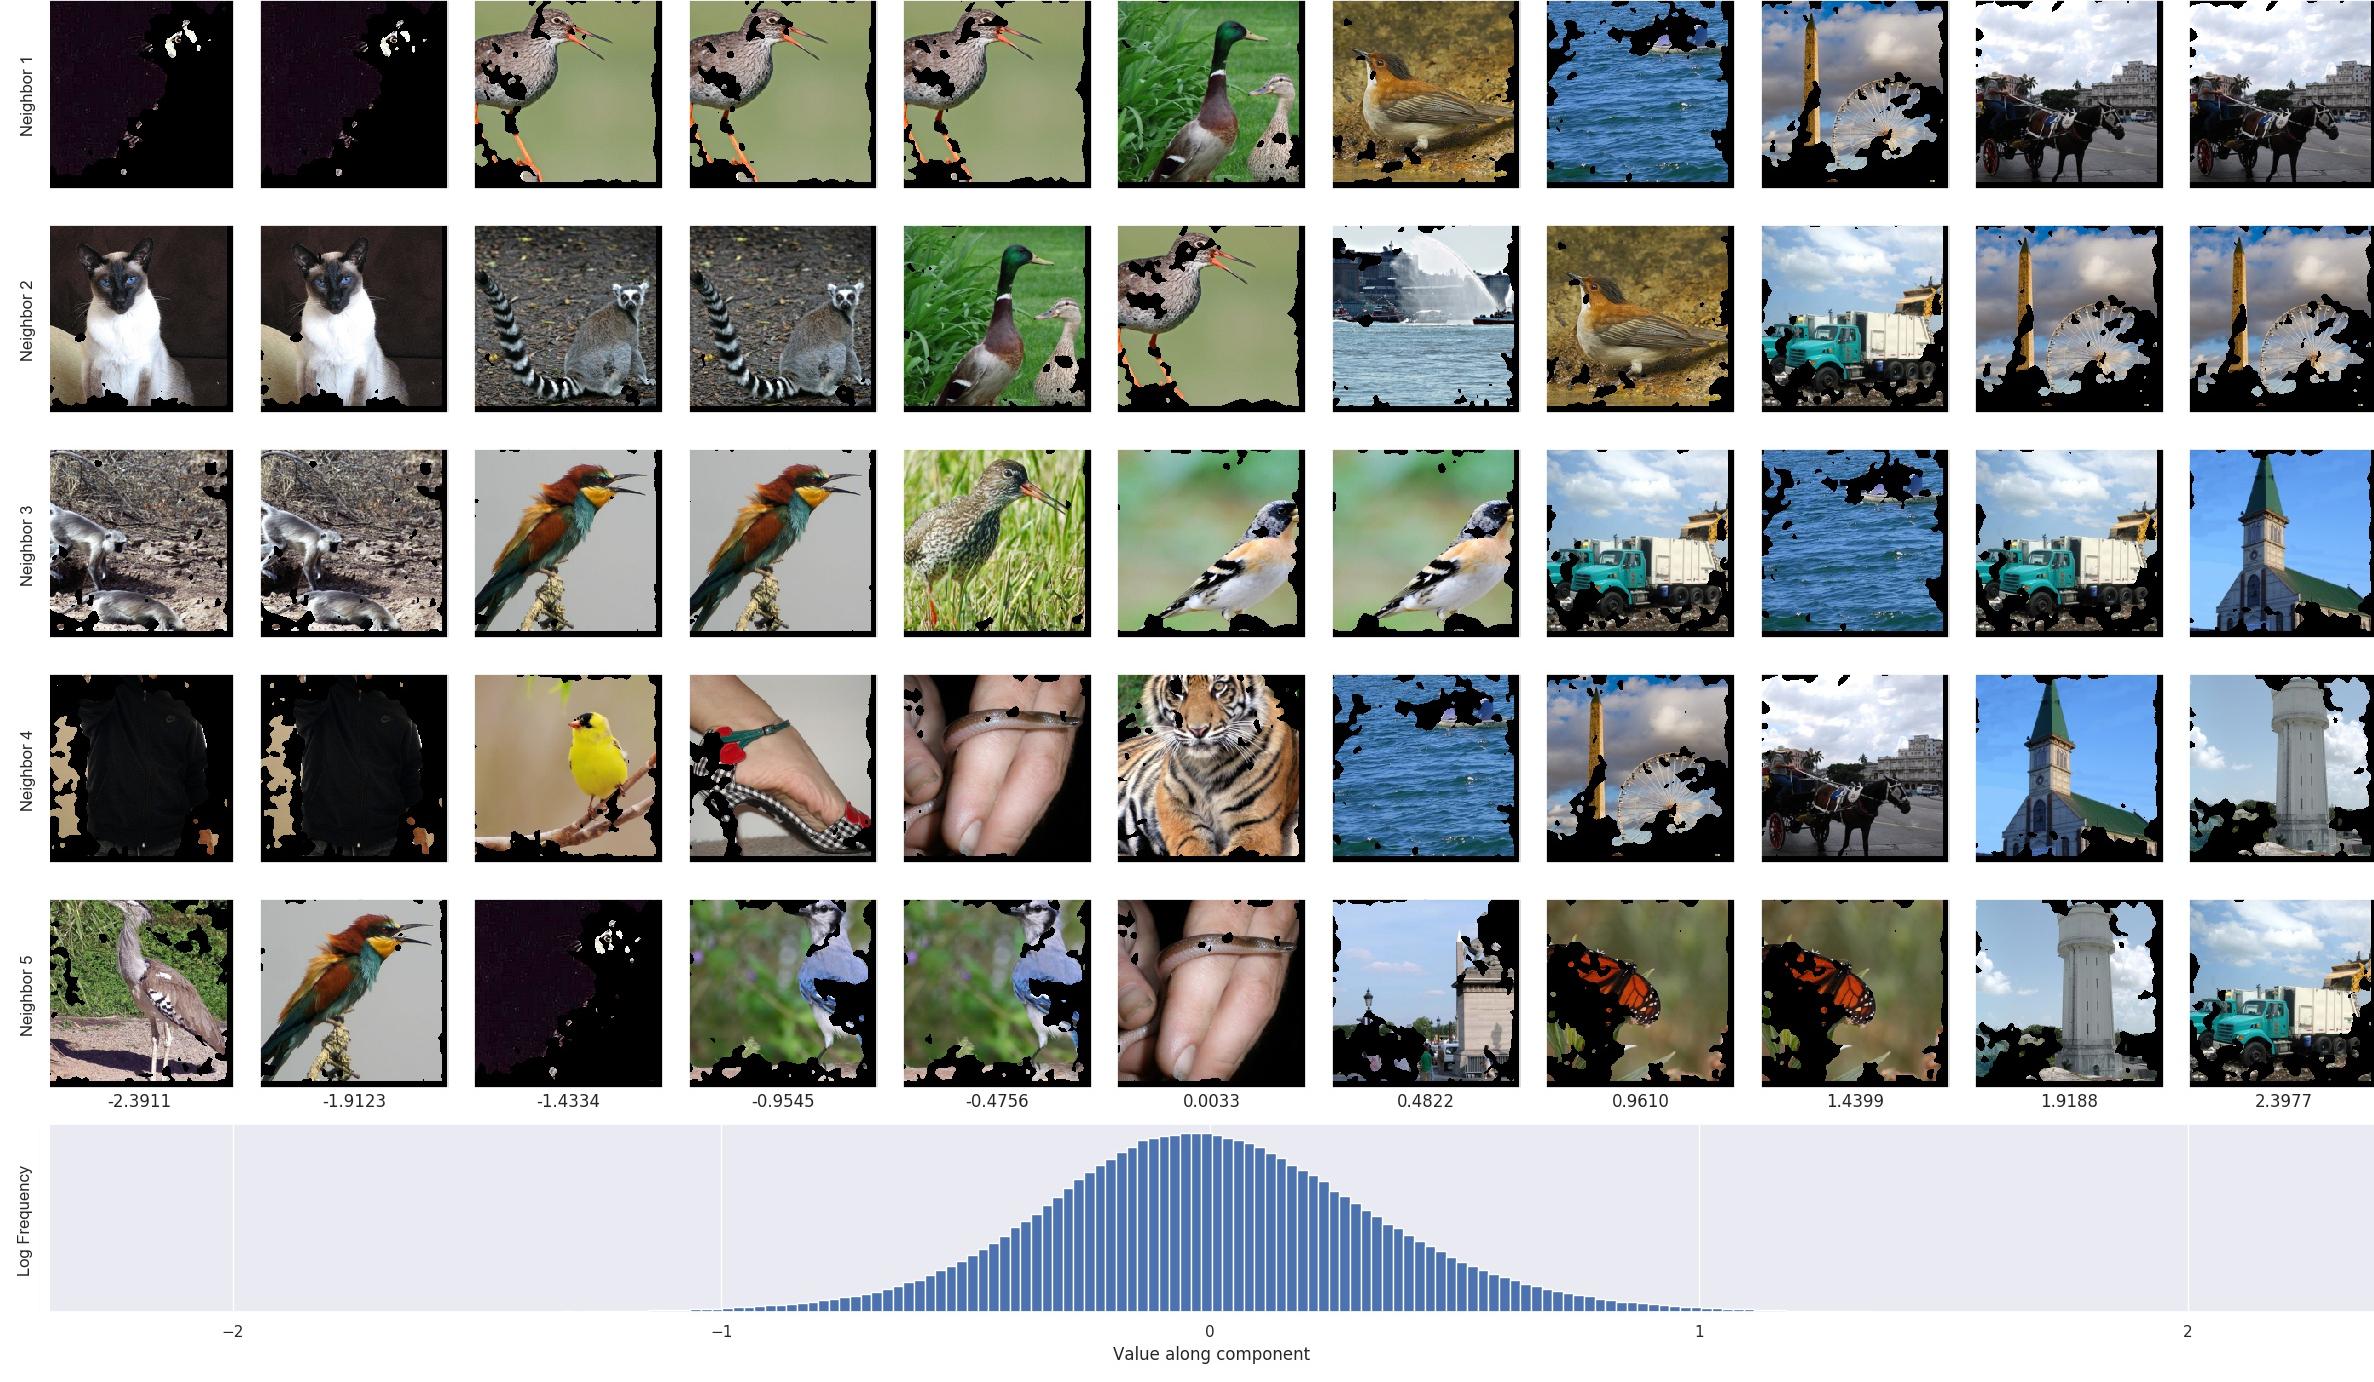 Neighbor 1
Neighbor 2
Neighbor 3
Neighbor 4
Neighbor 5
-2.3911 -1.9123 -1.4334 -0.9545 -0.4756 0.0033 0.4822 0.9610 1.4399 1.9188 2.3977
Log Frequency
−2 −1 0 1 2
Value along component